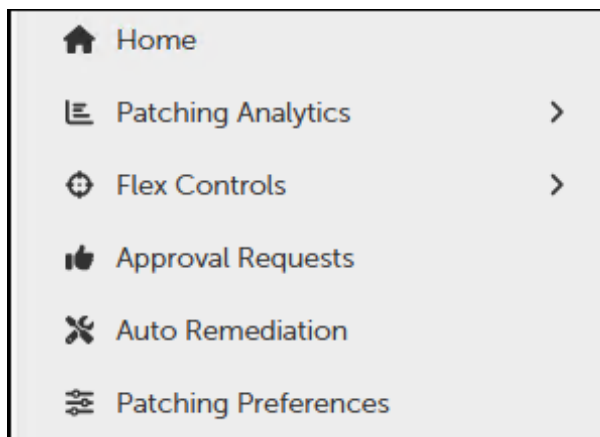 Home
Patching Analytics
Flex Controls
Approval Requests
Auto Remediation
Patching Preferences